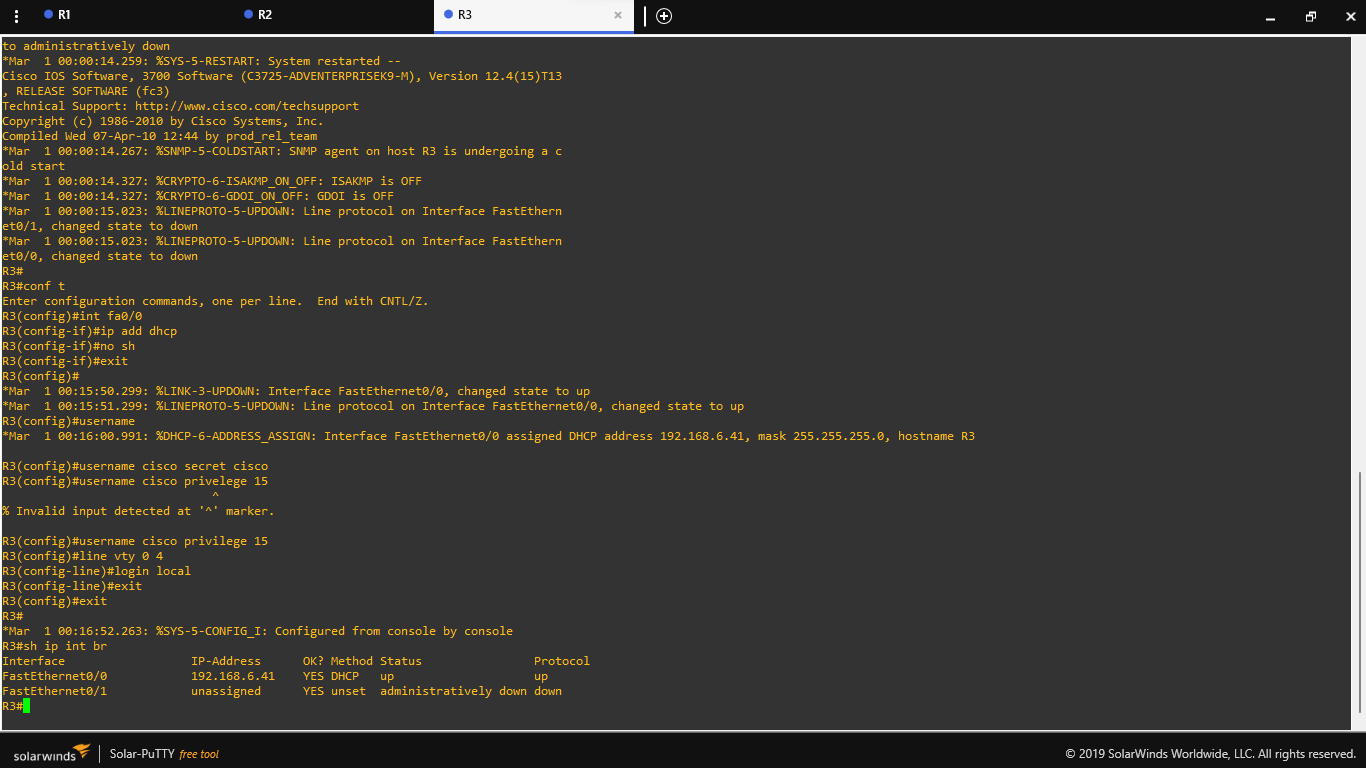 R1
R2
R3
to administratively down
*Mar  1 00:00:14.259: %SYS-5-RESTART: System restarted --
Cisco IOS Software, 3700 Software (C3725-ADVENTERPRISEK9-M), Version 12.4(15)T13
, RELEASE SOFTWARE (fc3)
Technical Support: http://www.cisco.com/techsupport
Copyright (c) 1986-2010 by Cisco Systems, Inc.
Compiled Wed 07-Apr-10 12:44 by prod_rel_team
*Mar  1 00:00:14.267: %SNMP-5-COLDSTART: SNMP agent on host R3 is undergoing a c
old start
*Mar  1 00:00:14.327: %CRYPTO-6-ISAKMP_ON_OFF: ISAKMP is OFF
*Mar  1 00:00:14.327: %CRYPTO-6-GDOI_ON_OFF: GDOI is OFF
*Mar  1 00:00:15.023: %LINEPROTO-5-UPDOWN: Line protocol on Interface FastEthern
et0/1, changed state to down
*Mar  1 00:00:15.023: %LINEPROTO-5-UPDOWN: Line protocol on Interface FastEthern
et0/0, changed state to down
R3#
R3#conf t
Enter configuration commands, one per line.  End with CNTL/Z.
R3(config)#int fa0/0
R3(config-if)#ip add dhcp
R3(config-if)#no sh
R3(config-if)#exit
R3(config)#
*Mar  1 00:15:50.299: %LINK-3-UPDOWN: Interface FastEthernet0/0, changed state to up
*Mar  1 00:15:51.299: %LINEPROTO-5-UPDOWN: Line protocol on Interface FastEthernet0/0, changed state to up
R3(config)#username
*Mar  1 00:16:00.991: %DHCP-6-ADDRESS_ASSIGN: Interface FastEthernet0/0 assigned DHCP address 192.168.6.41, mask 255.255.255.0, hostname R3
R3(config)#username cisco secret cisco
R3(config)#username cisco privelege 15
^
% Invalid input detected at '^' marker.
R3(config)#username cisco privilege 15
R3(config)#line vty 0 4
R3(config-line)#login local
R3(config-line)#exit
R3(config)#exit
R3#
*Mar  1 00:16:52.263: %SYS-5-CONFIG_I: Configured from console by console
R3#sh ip int br
Interface                  IP-Address      OK? Method Status                Protocol
FastEthernet0/0            192.168.6.41    YES DHCP   up                    up
FastEthernet0/1            unassigned      YES unset  administratively down down
R3#
solarwinds Solar-PuTTY free tool
© 2019 SolarWinds Worldwide, LLC. All rights reserved.